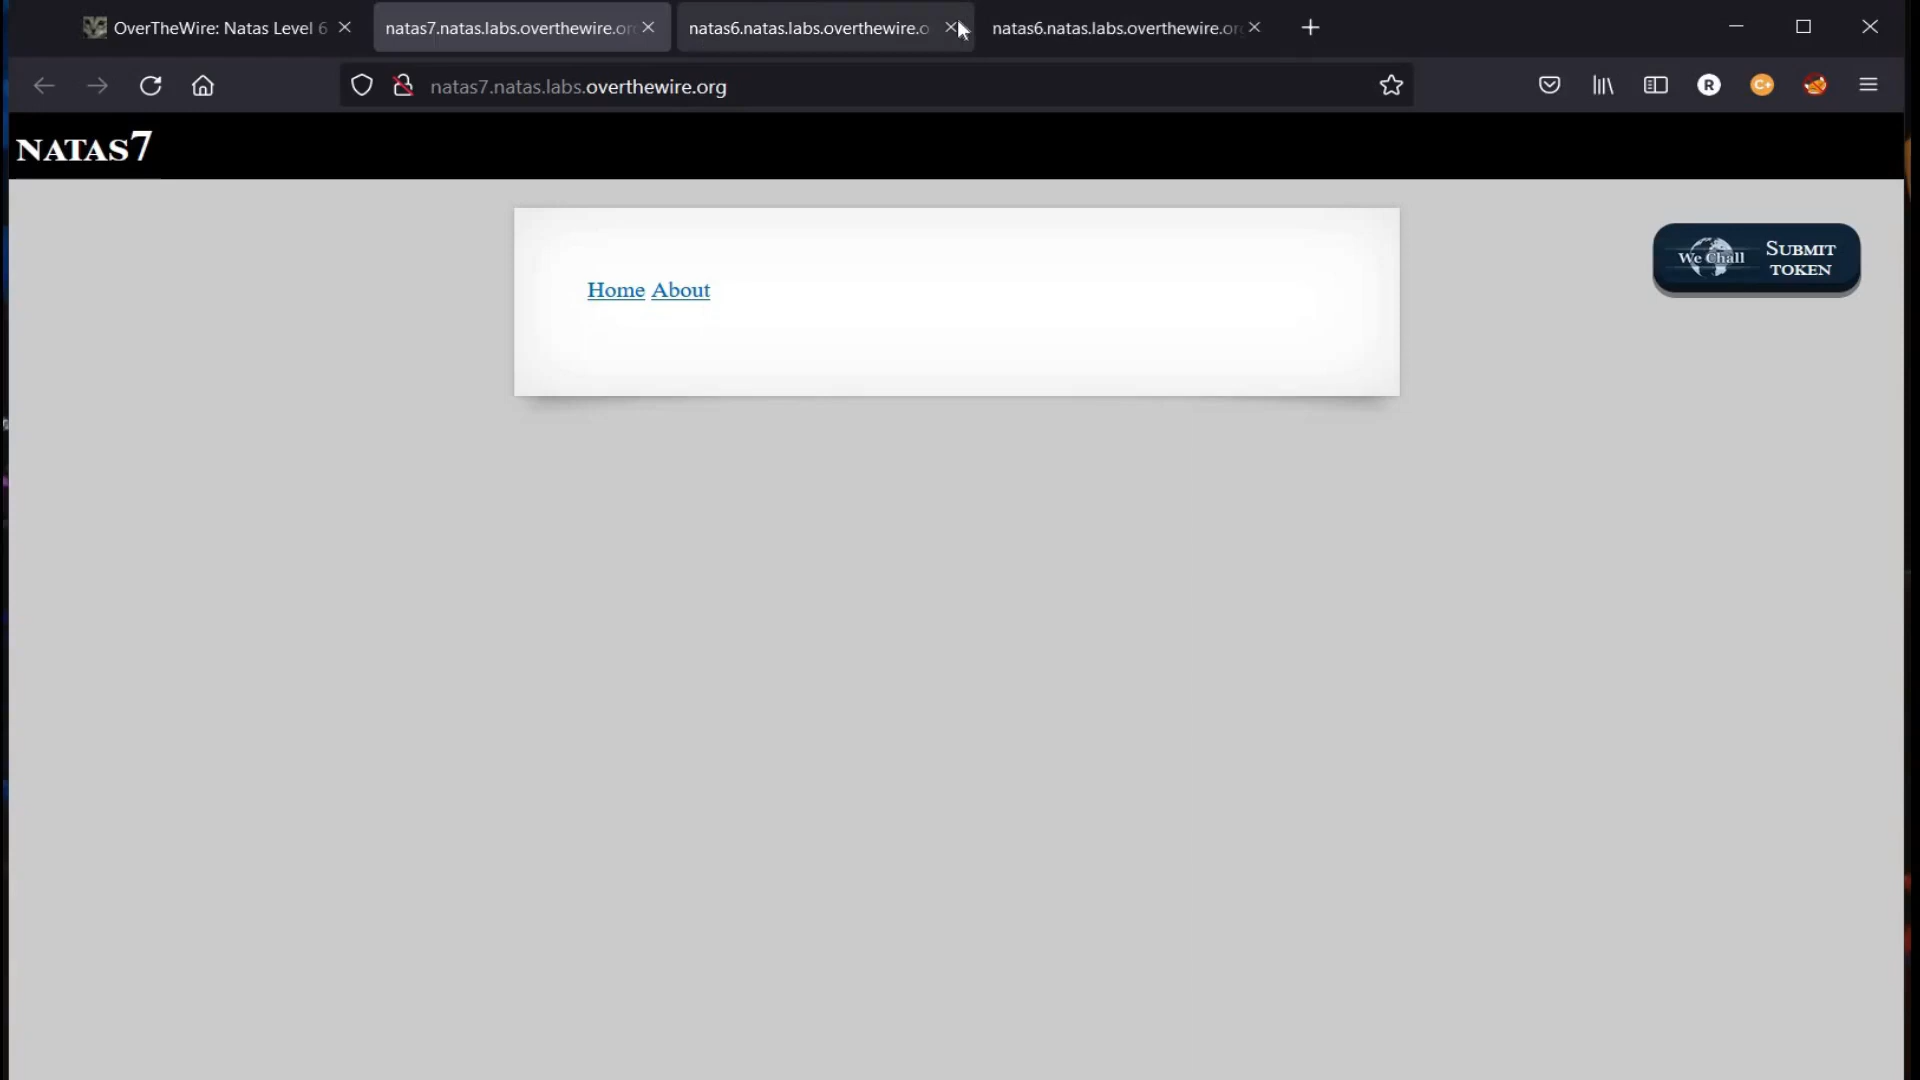 OverTheWire: Natas Level 6
natas7.natas.labs.overthewire.or
natas6.natas.labs.overthewire.o
natas6.natas.labs.overthewire.or
natas7.natas.labs.overthewire.org
R
C+
NATAS7
Home About
We Chall
SUBMIT
TOKEN